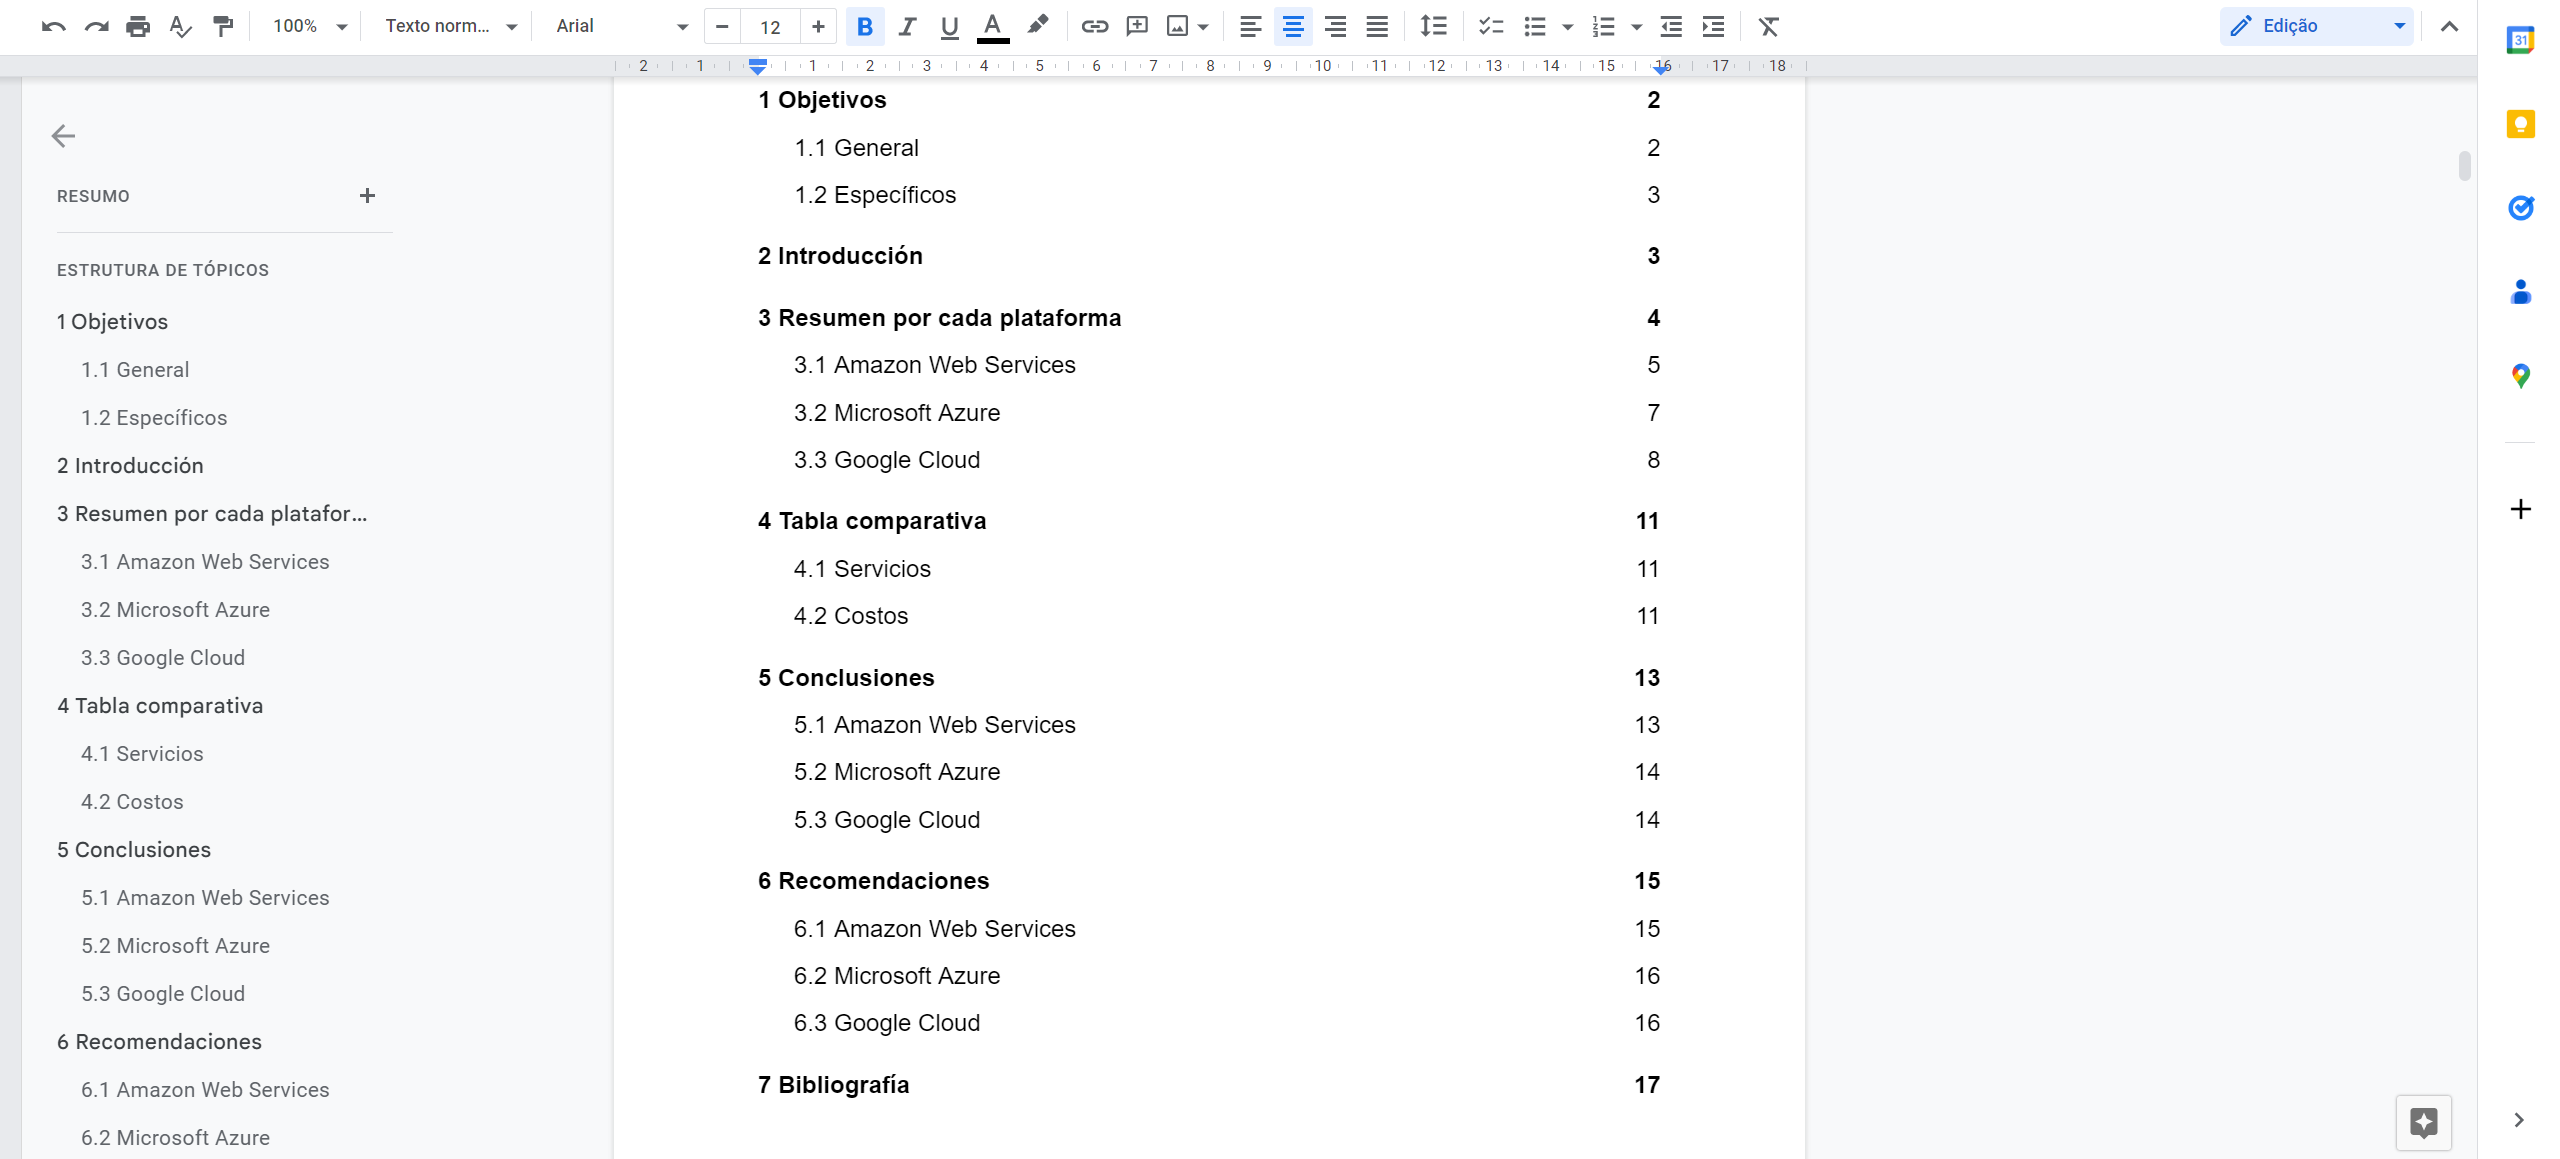 100% Texto norm... Arial − 12 + B I U A Edição
2 1 1 2 3 4 5 6 7 8 9 10 11 12 13 14 15 16 17 18
31
RESUMO
ESTRUTURA DE TÓPICOS
1 Objetivos
1.1 General
1.2 Específicos
2 Introducción
3 Resumen por cada platafor...
3.1 Amazon Web Services
3.2 Microsoft Azure
3.3 Google Cloud
4 Tabla comparativa
4.1 Servicios
4.2 Costos
5 Conclusiones
5.1 Amazon Web Services
5.2 Microsoft Azure
5.3 Google Cloud
6 Recomendaciones
6.1 Amazon Web Services
6.2 Microsoft Azure
1 Objetivos 2
1.1 General 2
1.2 Específicos 3
2 Introducción 3
3 Resumen por cada plataforma 4
3.1 Amazon Web Services 5
3.2 Microsoft Azure 7
3.3 Google Cloud 8
4 Tabla comparativa 11
4.1 Servicios 11
4.2 Costos 11
5 Conclusiones 13
5.1 Amazon Web Services 13
5.2 Microsoft Azure 14
5.3 Google Cloud 14
6 Recomendaciones 15
6.1 Amazon Web Services 15
6.2 Microsoft Azure 16
6.3 Google Cloud 16
7 Bibliografía 17